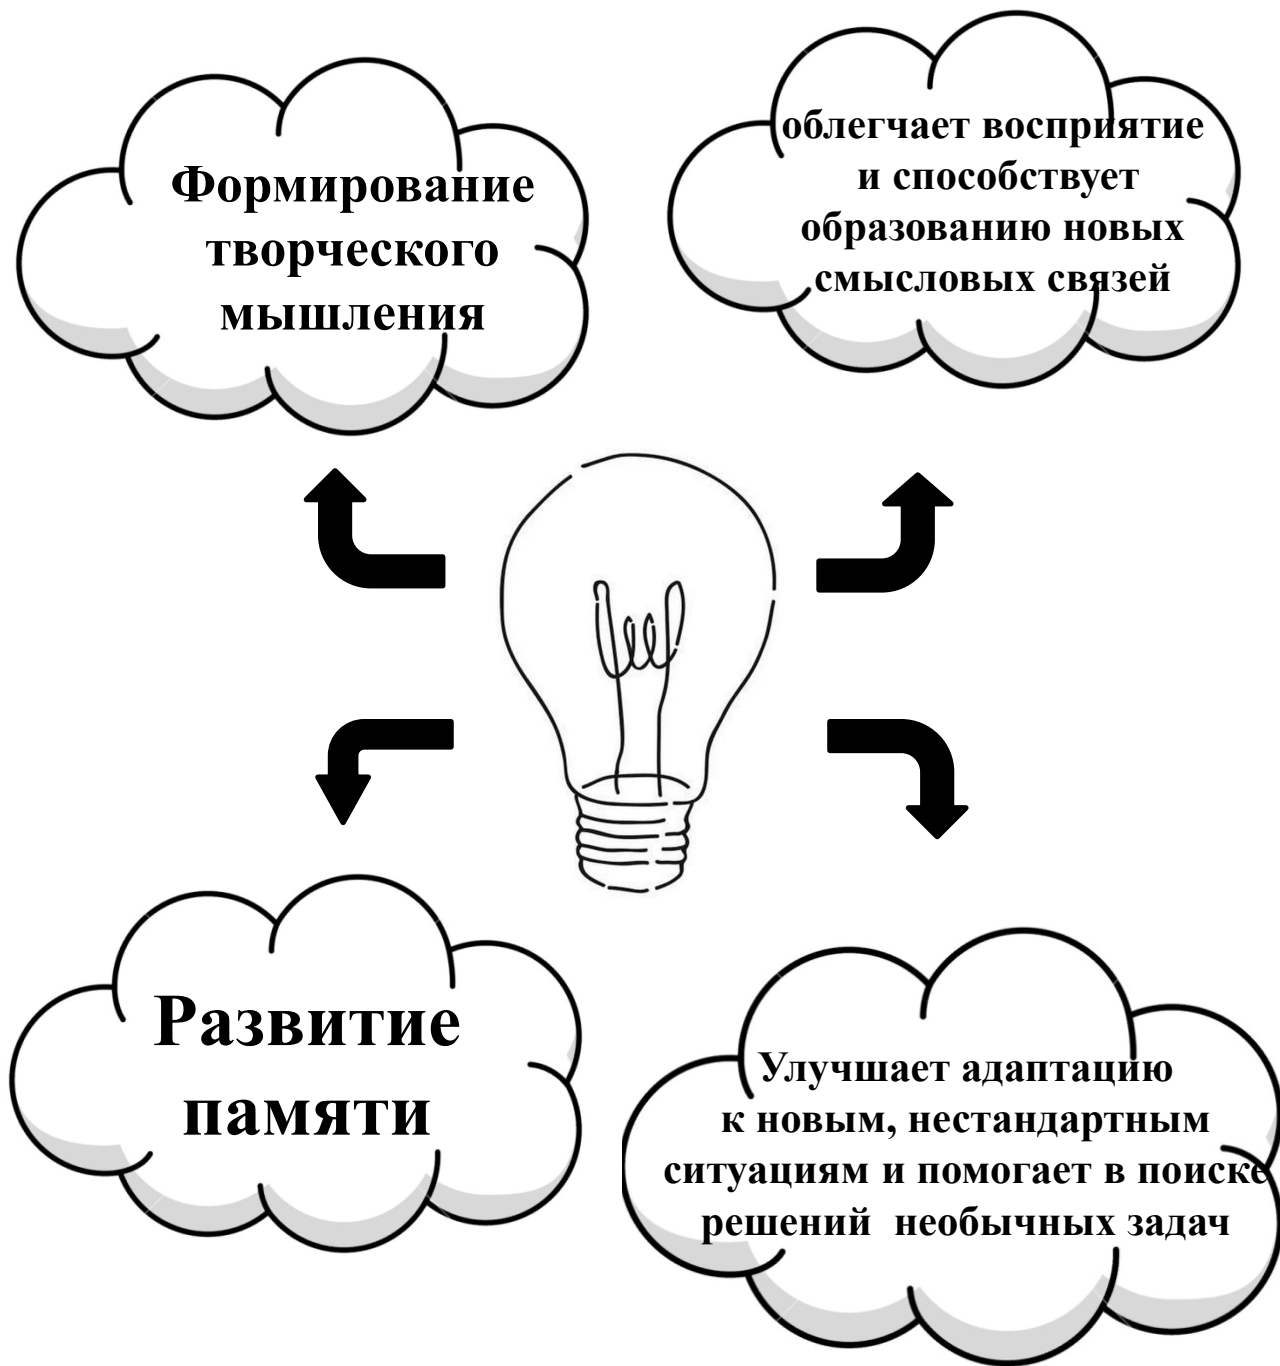 Формирование
творческого
мышления
облегчает восприятие
и способствует
образованию новых
смысловых связей
Развитие
памяти
Улучшает адаптацию
к новым, нестандартным
ситуациям и помогает в поиске
решений необычных задач